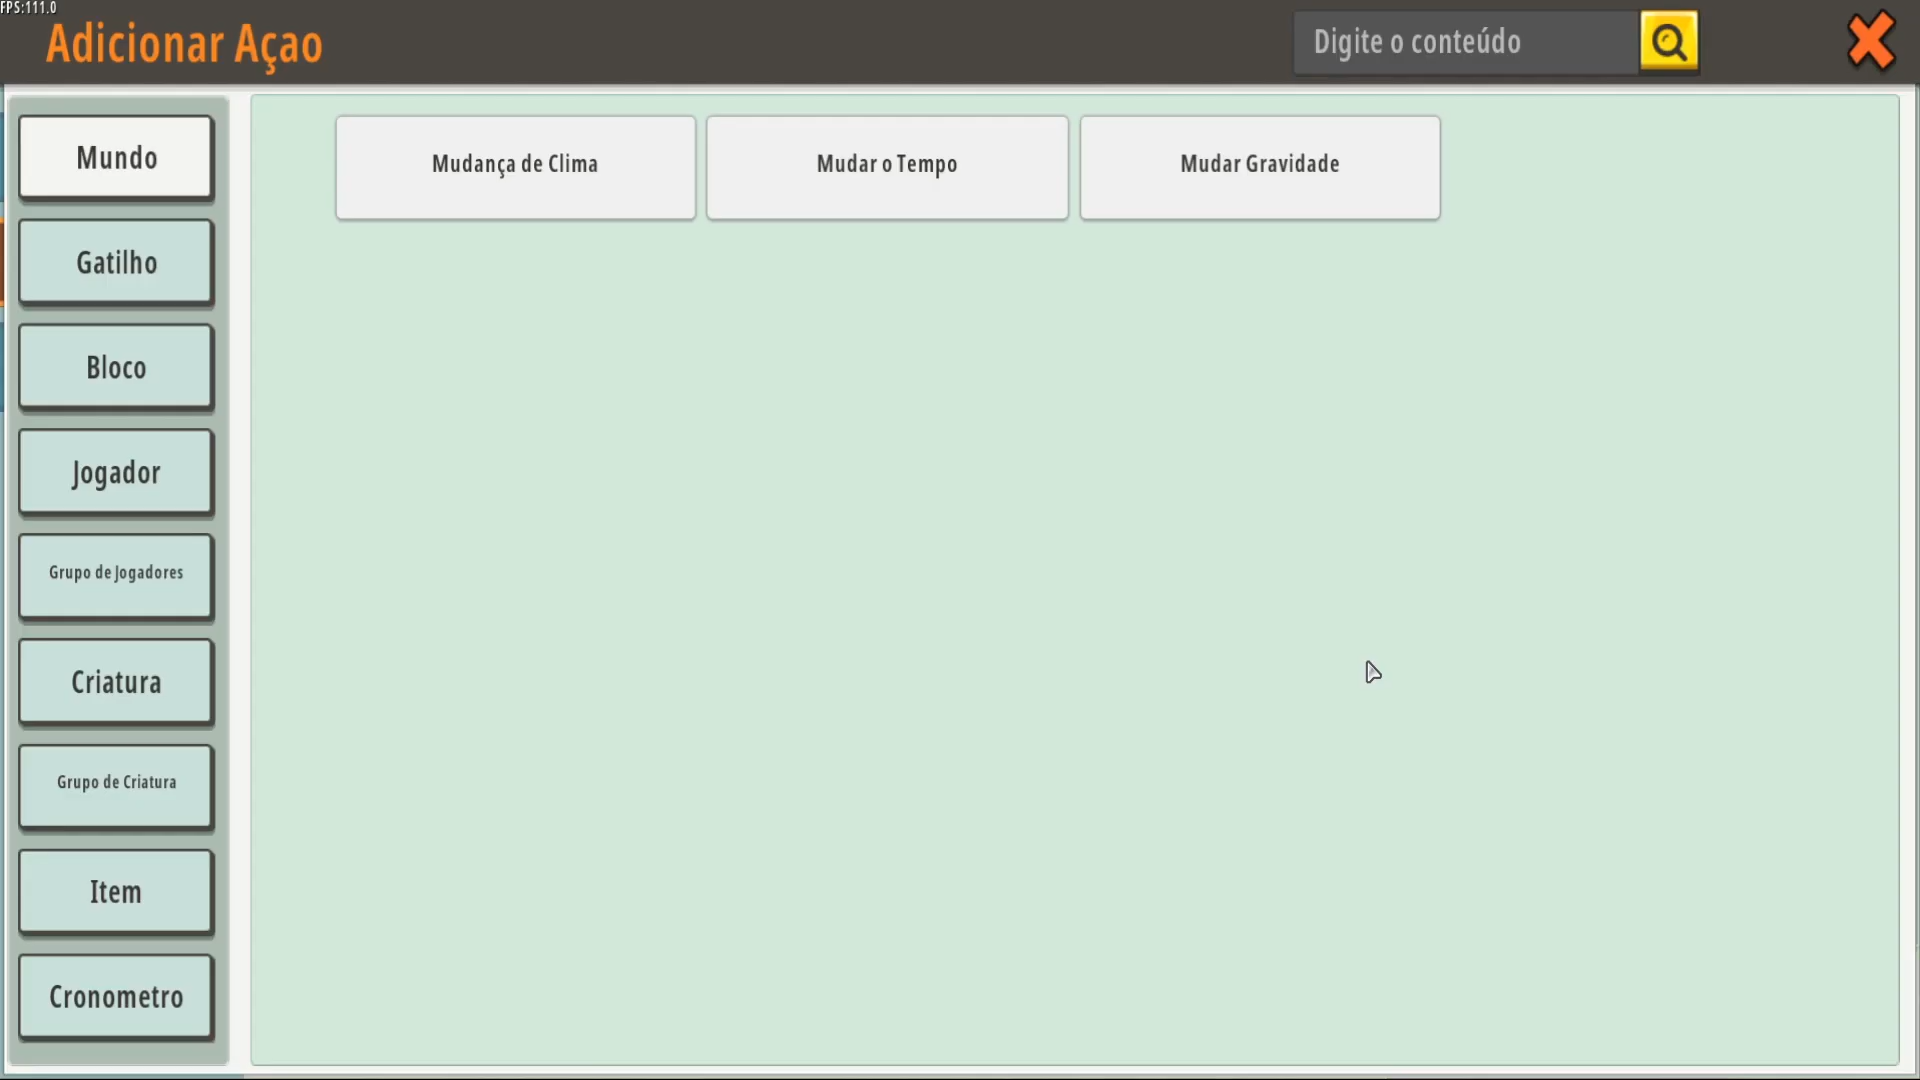 FPS:111.0
Adicionar Açao
Digite o conteúdo
Mundo
Gatilho
Bloco
Jogador
Grupo de Jogadores
Criatura
Grupo de Criatura
Item
Cronometro
Mudança de Clima
Mudar o Tempo
Mudar Gravidade